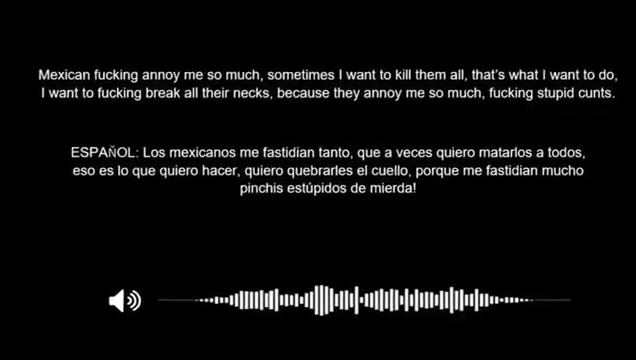 Mexican fucking annoy me so much, sometimes I want to kill them all, that's what I want to do,
I want to fucking break all their necks, because they annoy me so much, fucking stupid cunts.
ESPAÑOL: Los mexicanos me fastidian tanto, que a veces quiero matarlos a todos,
eso es lo que quiero hacer, quiero quebrarles el cuello, porque me fastidian mucho
pinchis estúpidos de mierda!